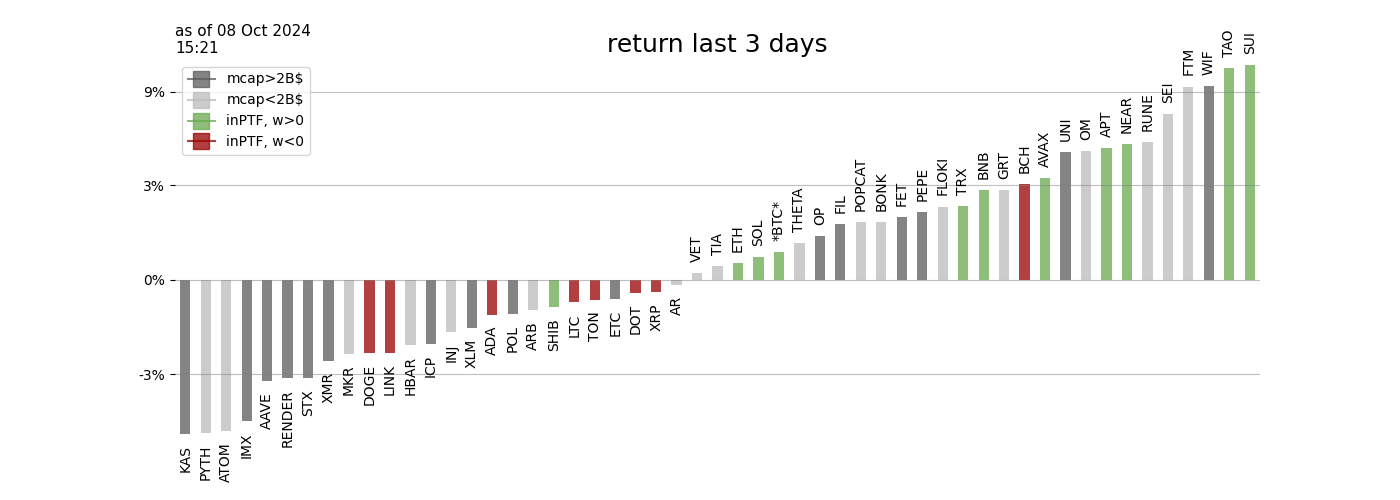 as of 08 Oct 2024
15:21
return last 3 days
mcap>2B$
mcap<2B$
inPTF, w>0
inPTF, w<0
9%
3%
0%
-3%
KAS
PYTH
ATOM
IMX
AAVE
RENDER
STX
XMR
MKR
DOGE
LINK
HBAR
ICP
INJ
XLM
ADA
POL
ARB
SHIB
LTC
TON
ETC
DOT
XRP
AR
VET
TIA
ETH
SOL
*BTC*
THETA
OP
FIL
POPCAT
BONK
FET
PEPE
FLOKI
TRX
BNB
GRT
BCH
AVAX
UNI
OM
APT
NEAR
RUNE
SEI
FTM
WIF
TAO
SUI